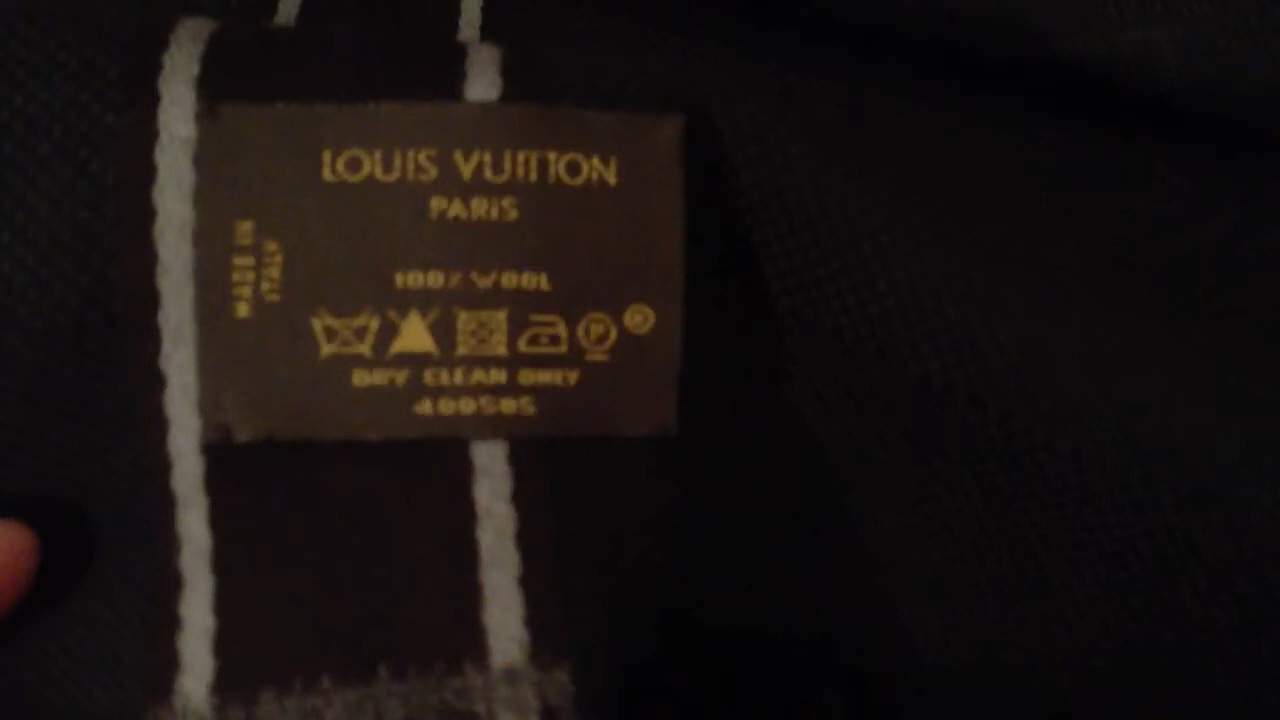 LOUIS VUITTON
PARIS
MADE IN
ITALY
100% WOOL
P
DRY CLEAN ONLY
400505